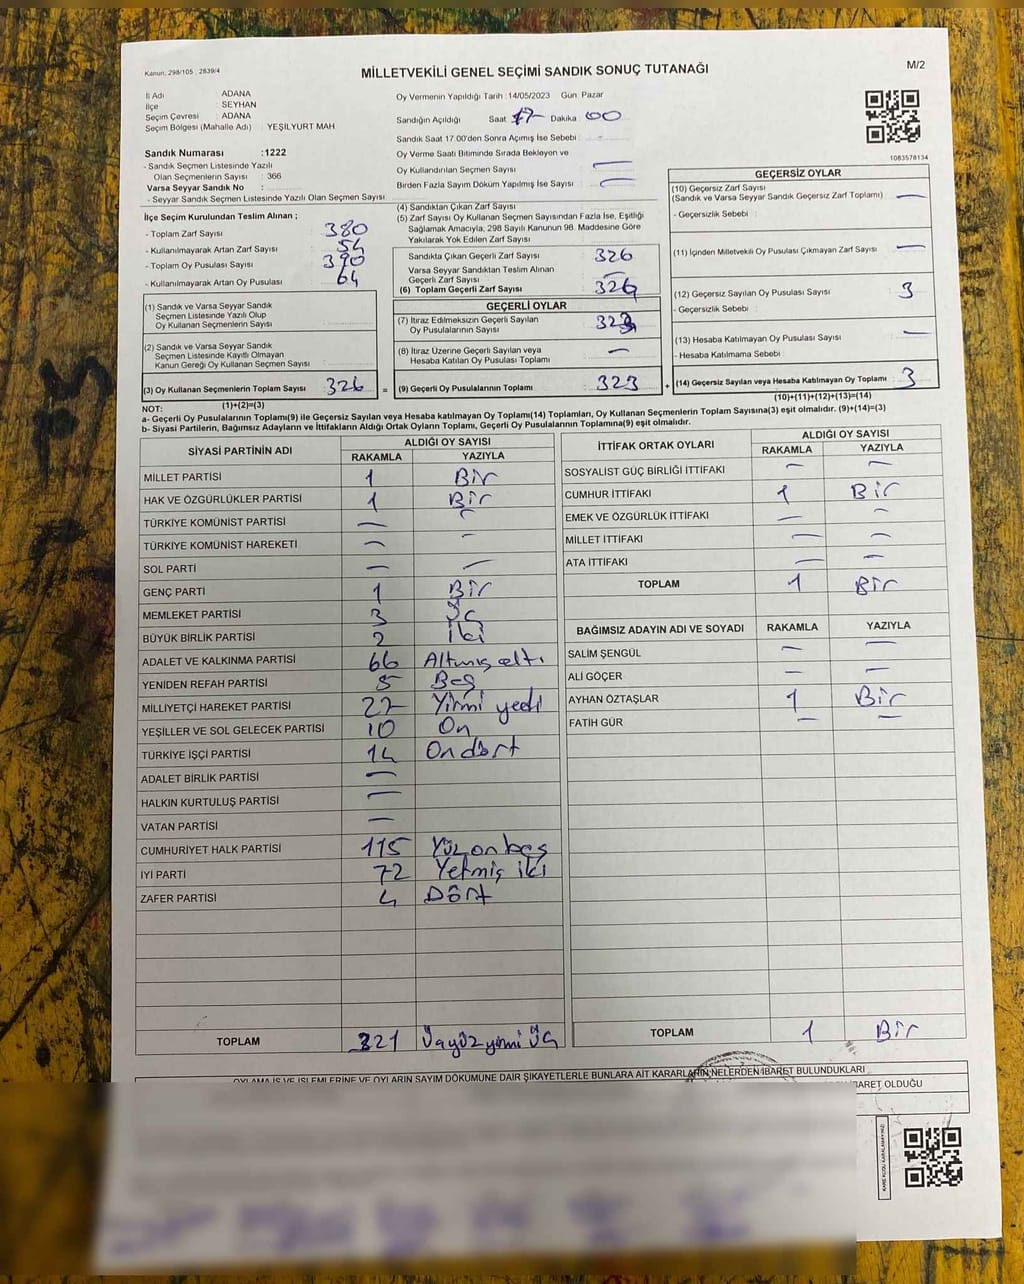 Kanun. 298/105 : 2839/4
MİLLETVEKİLİ GENEL SEÇİMİ SANDIK SONUÇ TUTANAĞI
M/2
İl Adı : ADANA
İlçe : SEYHAN
Seçim Çevresi : ADANA
Seçim Bölgesi (Mahalle Adı) : YEŞİLYURT MAH
Sandık Numarası :1222
- Sandık Seçmen Listesinde Yazılı
Olan Seçmenlerin Sayısı : 366
Varsa Seyyar Sandık No :
- Seyyar Sandık Seçmen Listesinde Yazılı Olan Seçmen Sayısı
Oy Vermenin Yapıldığı Tarih : 14/05/2023 Gün Pazar
Sandığın Açıldığı Saat 17 Dakika 00
Sandık Saat 17.00'den Sonra Açılmış İse Sebebi :
Oy Verme Saati Bitiminde Sırada Bekleyen ve
Oy Kullandırılan Seçmen Sayısı —
Birden Fazla Sayım Döküm Yapılmış İse Sayısı —
1083578134
İlçe Seçim Kurulundan Teslim Alınan ;
- Toplam Zarf Sayısı 380
- Kullanılmayarak Artan Zarf Sayısı 54
- Toplam Oy Pusulası Sayısı 390
- Kullanılmayarak Artan Oy Pusulası 64
(1) Sandık ve Varsa Seyyar Sandık
Seçmen Listesinde Yazılı Olup
Oy Kullanan Seçmenlerin Sayısı :
(2) Sandık ve Varsa Seyyar Sandık
Seçmen Listesinde Kayıtlı Olmayan
Kanun Gereği Oy Kullanan Seçmen Sayısı :
(3) Oy Kullanan Seçmenlerin Toplam Sayısı 326 =
(1)+(2)=(3)
(4) Sandıktan Çıkan Zarf Sayısı
(5) Zarf Sayısı Oy Kullanan Seçmen Sayısından Fazla İse, Eşitliği
Sağlamak Amacıyla, 298 Sayılı Kanunun 98. Maddesine Göre
Yakılarak Yok Edilen Zarf Sayısı
Sandıkta Çıkan Geçerli Zarf Sayısı 326
Varsa Seyyar Sandıktan Teslim Alınan
Geçerli Zarf Sayısı —
(6) Toplam Geçerli Zarf Sayısı 326
GEÇERLİ OYLAR
(7) İtiraz Edilmeksizin Geçerli Sayılan
Oy Pusulalarının Sayısı 323
(8) İtiraz Üzerine Geçerli Sayılan veya
Hesaba Katılan Oy Pusulası Toplamı —
(9) Geçerli Oy Pusulalarının Toplamı 323 +
GEÇERSİZ OYLAR
(10) Geçersiz Zarf Sayısı
(Sandık ve Varsa Seyyar Sandık Geçersiz Zarf Toplamı) —
- Geçersizlik Sebebi :
(11) İçinden Milletvekili Oy Pusulası Çıkmayan Zarf Sayısı —
(12) Geçersiz Sayılan Oy Pusulası Sayısı 3
- Geçersizlik Sebebi :
(13) Hesaba Katılmayan Oy Pusulası Sayısı —
- Hesaba Katılmama Sebebi :
(14) Geçersiz Sayılan veya Hesaba Katılmayan Oy Pusulası Toplamı 3
(10)+(11)+(12)+(13)=(14)
NOT:
a- Geçerli Oy Pusulalarının Toplamı(9) ile Geçersiz Sayılan veya Hesaba katılmayan Oy Toplamı(14) Toplamları, Oy Kullanan Seçmenlerin Toplam Sayısına(3) eşit olmalıdır. (9)+(14)=(3)
b- Siyasi Partilerin, Bağımsız Adayların ve İttifakların Aldığı Ortak Oyların Toplamı, Geçerli Oy Pusulalarının Toplamına(9) eşit olmalıdır.
SİYASİ PARTİNİN ADI
ALDIĞI OY SAYISI
RAKAMLA YAZIYLA
MİLLET PARTİSİ 1 Bir
HAK VE ÖZGÜRLÜKLER PARTİSİ 1 Bir
TÜRKİYE KOMÜNİST PARTİSİ — —
TÜRKİYE KOMÜNİST HAREKETİ — —
SOL PARTİ — —
GENÇ PARTİ 1 Bir
MEMLEKET PARTİSİ 3 Üç
BÜYÜK BİRLİK PARTİSİ 2 İki
ADALET VE KALKINMA PARTİSİ 66 Altmış altı
YENİDEN REFAH PARTİSİ 5 Beş
MİLLİYETÇİ HAREKET PARTİSİ 27 Yirmi yedi
YEŞİLLER VE SOL GELECEK PARTİSİ 10 On
TÜRKİYE İŞÇİ PARTİSİ 14 On dört
ADALET BİRLİK PARTİSİ —
HALKIN KURTULUŞ PARTİSİ —
VATAN PARTİSİ —
CUMHURİYET HALK PARTİSİ 115 Yüz on beş
İYİ PARTİ 72 Yetmiş iki
ZAFER PARTİSİ 4 Dört
TOPLAM 321 Üçyüz yirmi Üç
İTTİFAK ORTAK OYLARI
ALDIĞI OY SAYISI
RAKAMLA YAZIYLA
SOSYALİST GÜÇ BİRLİĞİ İTTİFAKI — —
CUMHUR İTTİFAKI 1 Bir
EMEK VE ÖZGÜRLÜK İTTİFAKI — —
MİLLET İTTİFAKI — —
ATA İTTİFAKI — —
TOPLAM 1 Bir
BAĞIMSIZ ADAYIN ADI VE SOYADI RAKAMLA YAZIYLA
SALİM ŞENGÜL — —
ALİ GÖÇER — —
AYHAN ÖZTAŞLAR 1 Bir
FATİH GÜR — —
TOPLAM 1 Bir
OYLAMA İŞ VE İŞLEMLERİNE VE OYLARIN SAYIM DÖKÜMÜNE DAİR ŞİKAYETLERLE BUNLARA AİT KARARLARIN NELERDEN İBARET BULUNDUKLARI
İBARET OLDUĞU
KARE KODU KARALAMAYINIZ